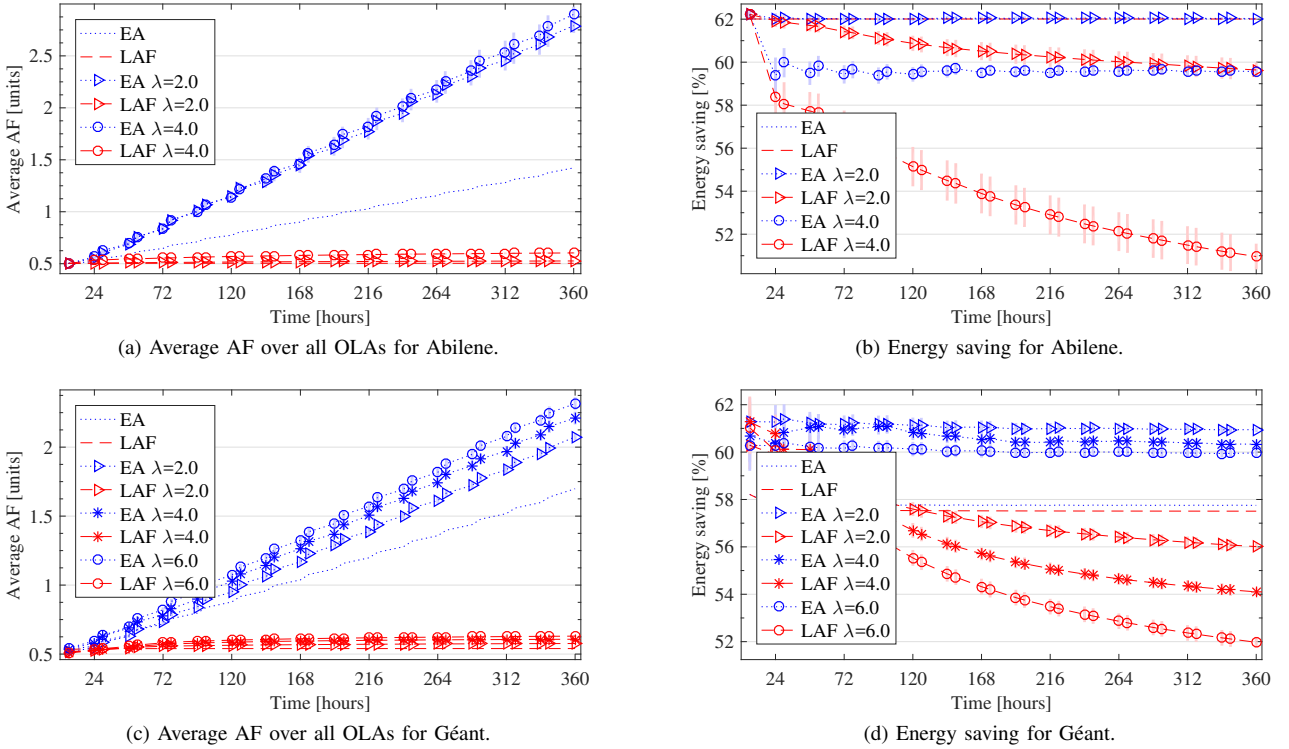 Average AF [units]
2.5
2
1.5
1
0.5
EA
LAF
EA λ=2.0
LAF λ=2.0
EA λ=4.0
LAF λ=4.0
24 72 120 168 216 264 312 360
Time [hours]
(a) Average AF over all OLAs for Abilene.
Energy saving [%]
62
60
58
56
54
52
EA
LAF
EA λ=2.0
LAF λ=2.0
EA λ=4.0
LAF λ=4.0
24 72 120 168 216 264 312 360
Time [hours]
(b) Energy saving for Abilene.
Average AF [units]
2
1.5
1
0.5
EA
LAF
EA λ=2.0
LAF λ=2.0
EA λ=4.0
LAF λ=4.0
EA λ=6.0
LAF λ=6.0
24 72 120 168 216 264 312 360
Time [hours]
(c) Average AF over all OLAs for Géant.
Energy saving [%]
62
60
58
56
54
52
EA
LAF
EA λ=2.0
LAF λ=2.0
EA λ=4.0
LAF λ=4.0
EA λ=6.0
LAF λ=6.0
24 72 120 168 216 264 312 360
Time [hours]
(d) Energy saving for Géant.